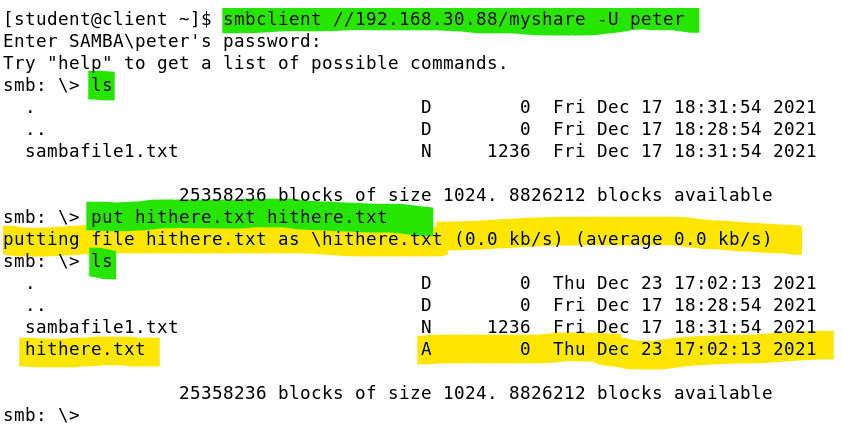 [student@client ~]$ smbclient //192.168.30.88/myshare -U peter
Enter SAMBA\peter's password:
Try "help" to get a list of possible commands.
smb: \> ls
  .                                   D        0  Fri Dec 17 18:31:54 2021
  ..                                  D        0  Fri Dec 17 18:28:54 2021
  sambafile1.txt                      N     1236  Fri Dec 17 18:31:54 2021
                25358236 blocks of size 1024. 8826212 blocks available
smb: \> put hithere.txt hithere.txt
putting file hithere.txt as \hithere.txt (0.0 kb/s) (average 0.0 kb/s)
smb: \> ls
  .                                   D        0  Thu Dec 23 17:02:13 2021
  ..                                  D        0  Fri Dec 17 18:28:54 2021
  sambafile1.txt                      N     1236  Fri Dec 17 18:31:54 2021
  hithere.txt                         A        0  Thu Dec 23 17:02:13 2021
                25358236 blocks of size 1024. 8826212 blocks available
smb: \>